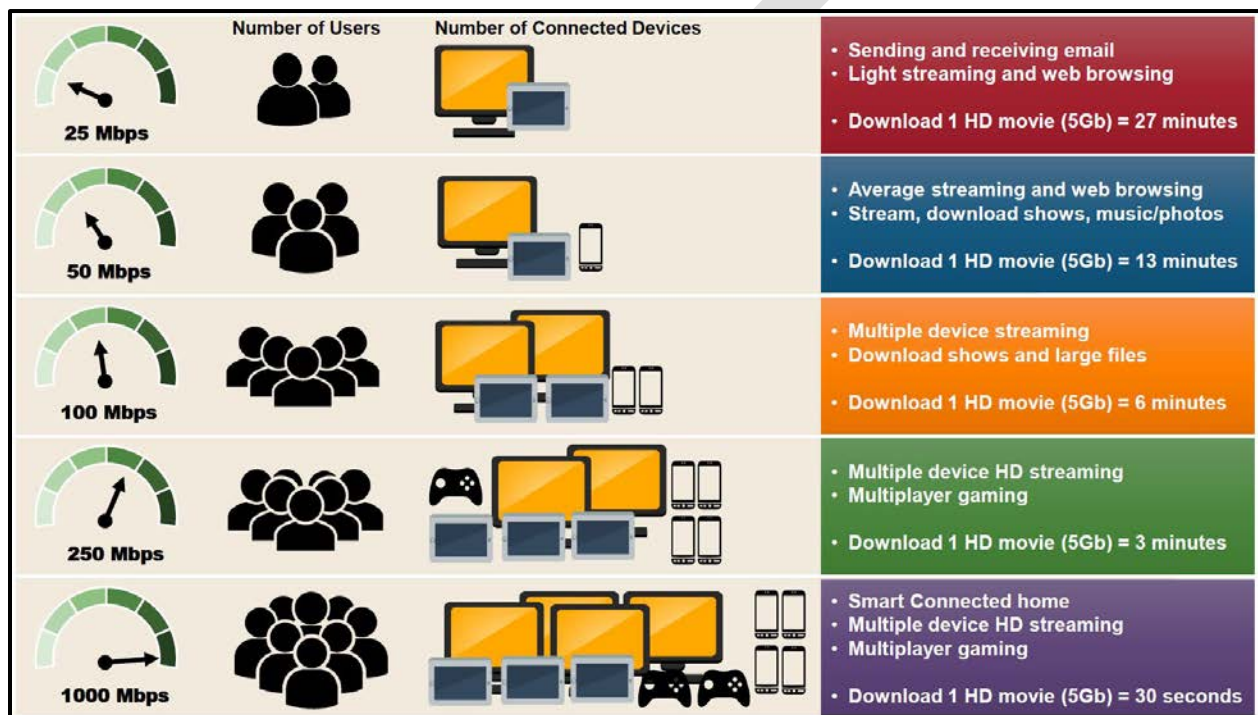 Number of Users
Number of Connected Devices
25 Mbps
• Sending and receiving email
• Light streaming and web browsing
• Download 1 HD movie (5Gb) = 27 minutes
50 Mbps
• Average streaming and web browsing
• Stream, download shows, music/photos
• Download 1 HD movie (5Gb) = 13 minutes
100 Mbps
• Multiple device streaming
• Download shows and large files
• Download 1 HD movie (5Gb) = 6 minutes
250 Mbps
• Multiple device HD streaming
• Multiplayer gaming
• Download 1 HD movie (5Gb) = 3 minutes
1000 Mbps
• Smart Connected home
• Multiple device HD streaming
• Multiplayer gaming
• Download 1 HD movie (5Gb) = 30 seconds